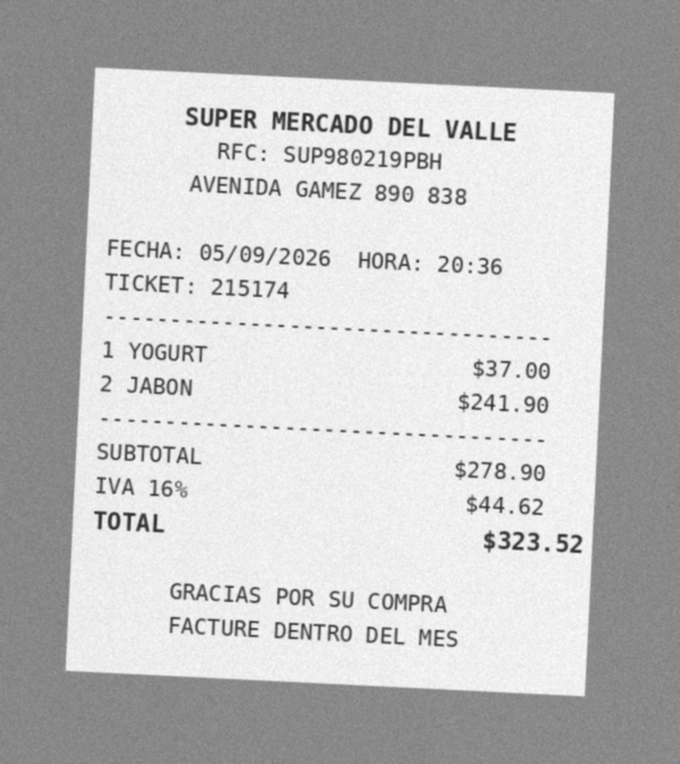 SUPER MERCADO DEL VALLE
RFC: SUP980219PBH
AVENIDA GAMEZ 890 838
FECHA: 05/09/2026 HORA: 20:36
TICKET: 215174
----------------------------------
1 YOGURT $37.00
2 JABON $241.90
----------------------------------
SUBTOTAL $278.90
IVA 16% $44.62
TOTAL $323.52
GRACIAS POR SU COMPRA
FACTURE DENTRO DEL MES